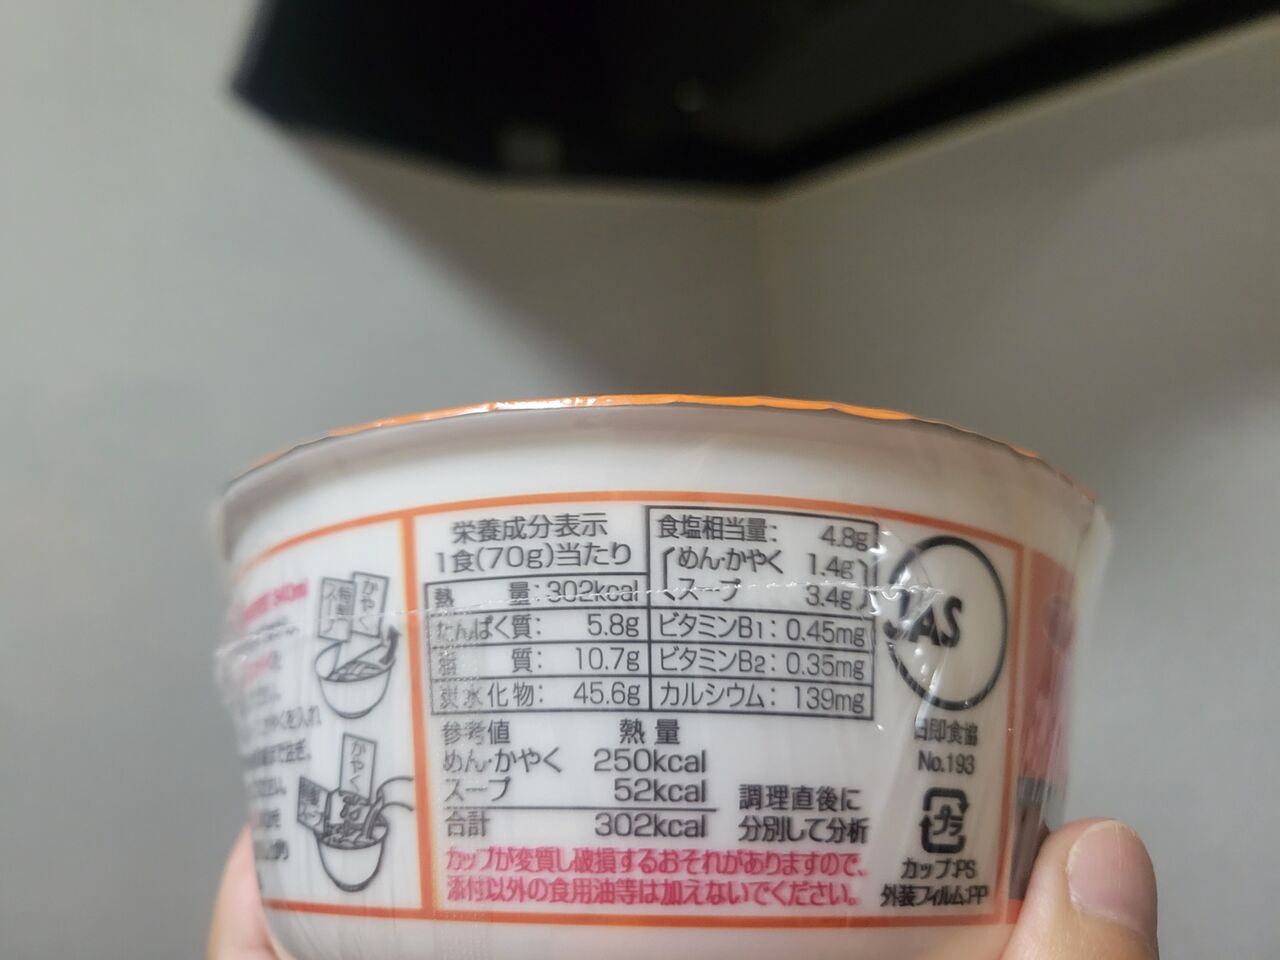 かやく
特製スープ
かやく
栄養成分表示
1食(70g)当たり
熱量: 302kcal
たんぱく質: 5.8g
脂質: 10.7g
炭水化物: 45.6g
食塩相当量: 4.8g
めん・かやく 1.4g
スープ 3.4g
ビタミンB1: 0.45mg
ビタミンB2: 0.35mg
カルシウム: 139mg
参考値 熱量
めん・かやく 250kcal
スープ 52kcal
合計 302kcal
調理直後に
分別して分析
カップが変質し破損するおそれがありますので、
添付以外の食用油等は加えないでください。
JAS
日即食協
No.193
プラ
カップ:PS
外装フィルム:PP